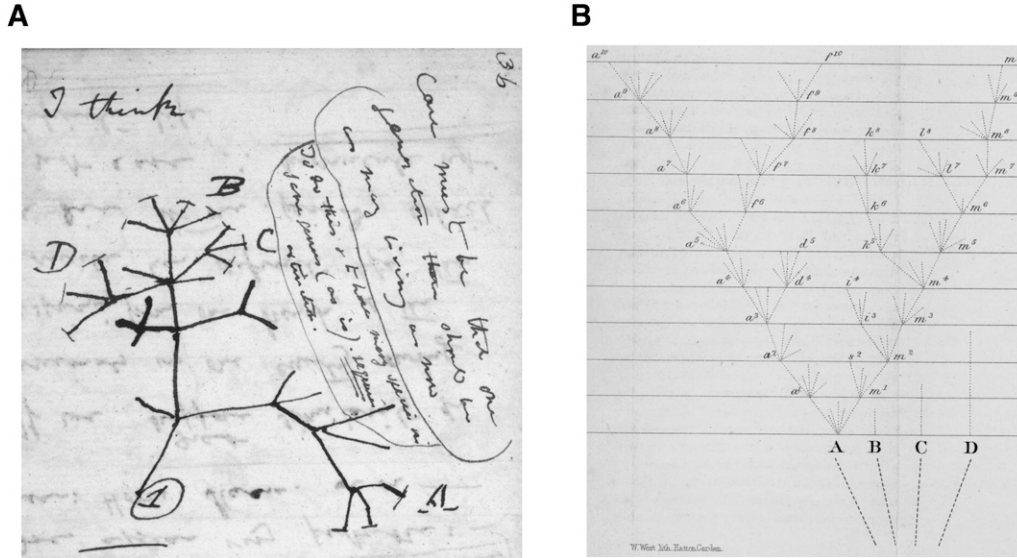 A
B
36
I think
B
C
D
A
1
Case must be that one
generation then should be
as many living as now
To do this & to have many species in
same genus (as is). requires
extinction.
a¹⁰ f¹⁰ m
a⁹ f⁹ m⁹
a⁸ f⁸ k⁸ l⁸ m⁸
a⁷ f⁷ k⁷ l⁷ m⁷
a⁶ f⁶ k⁶ m⁶
a⁵ d⁵ k⁵ m⁵
a⁴ d⁴ i⁴ m⁴
a³ i³ m³
a² s² m²
a¹ m¹
A B C D
W. West lith. Hatton Garden.